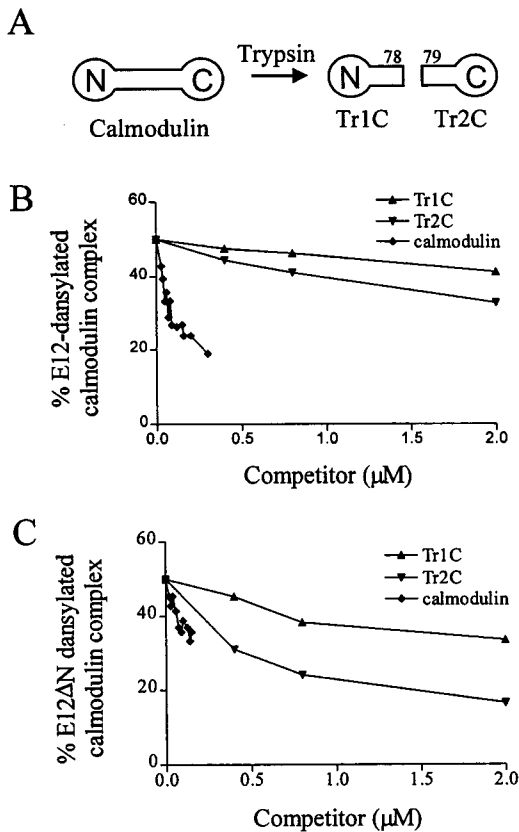 A
Trypsin
N C
78 79
N C
Calmodulin
Tr1C Tr2C
B
60
40
20
0
% E12-dansylated
calmodulin complex
Tr1C
Tr2C
calmodulin
0.0 0.5 1.0 1.5 2.0
Competitor (μM)
C
60
40
20
0
% E12ΔN dansylated
calmodulin complex
Tr1C
Tr2C
calmodulin
0.0 0.5 1.0 1.5 2.0
Competitor (μM)